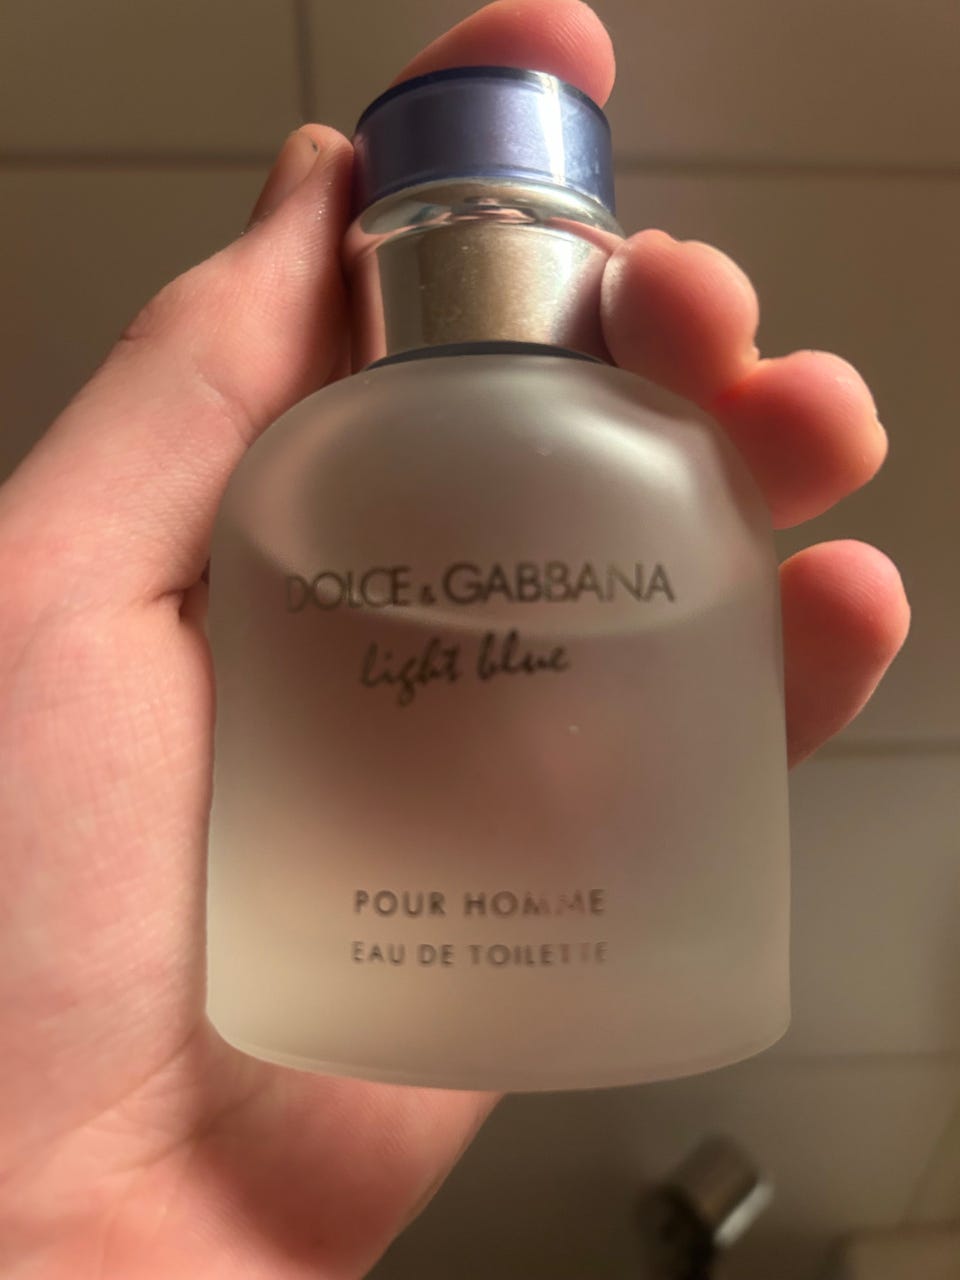 DOLCE & GABBANA
light blue
POUR HOMME
EAU DE TOILETTE